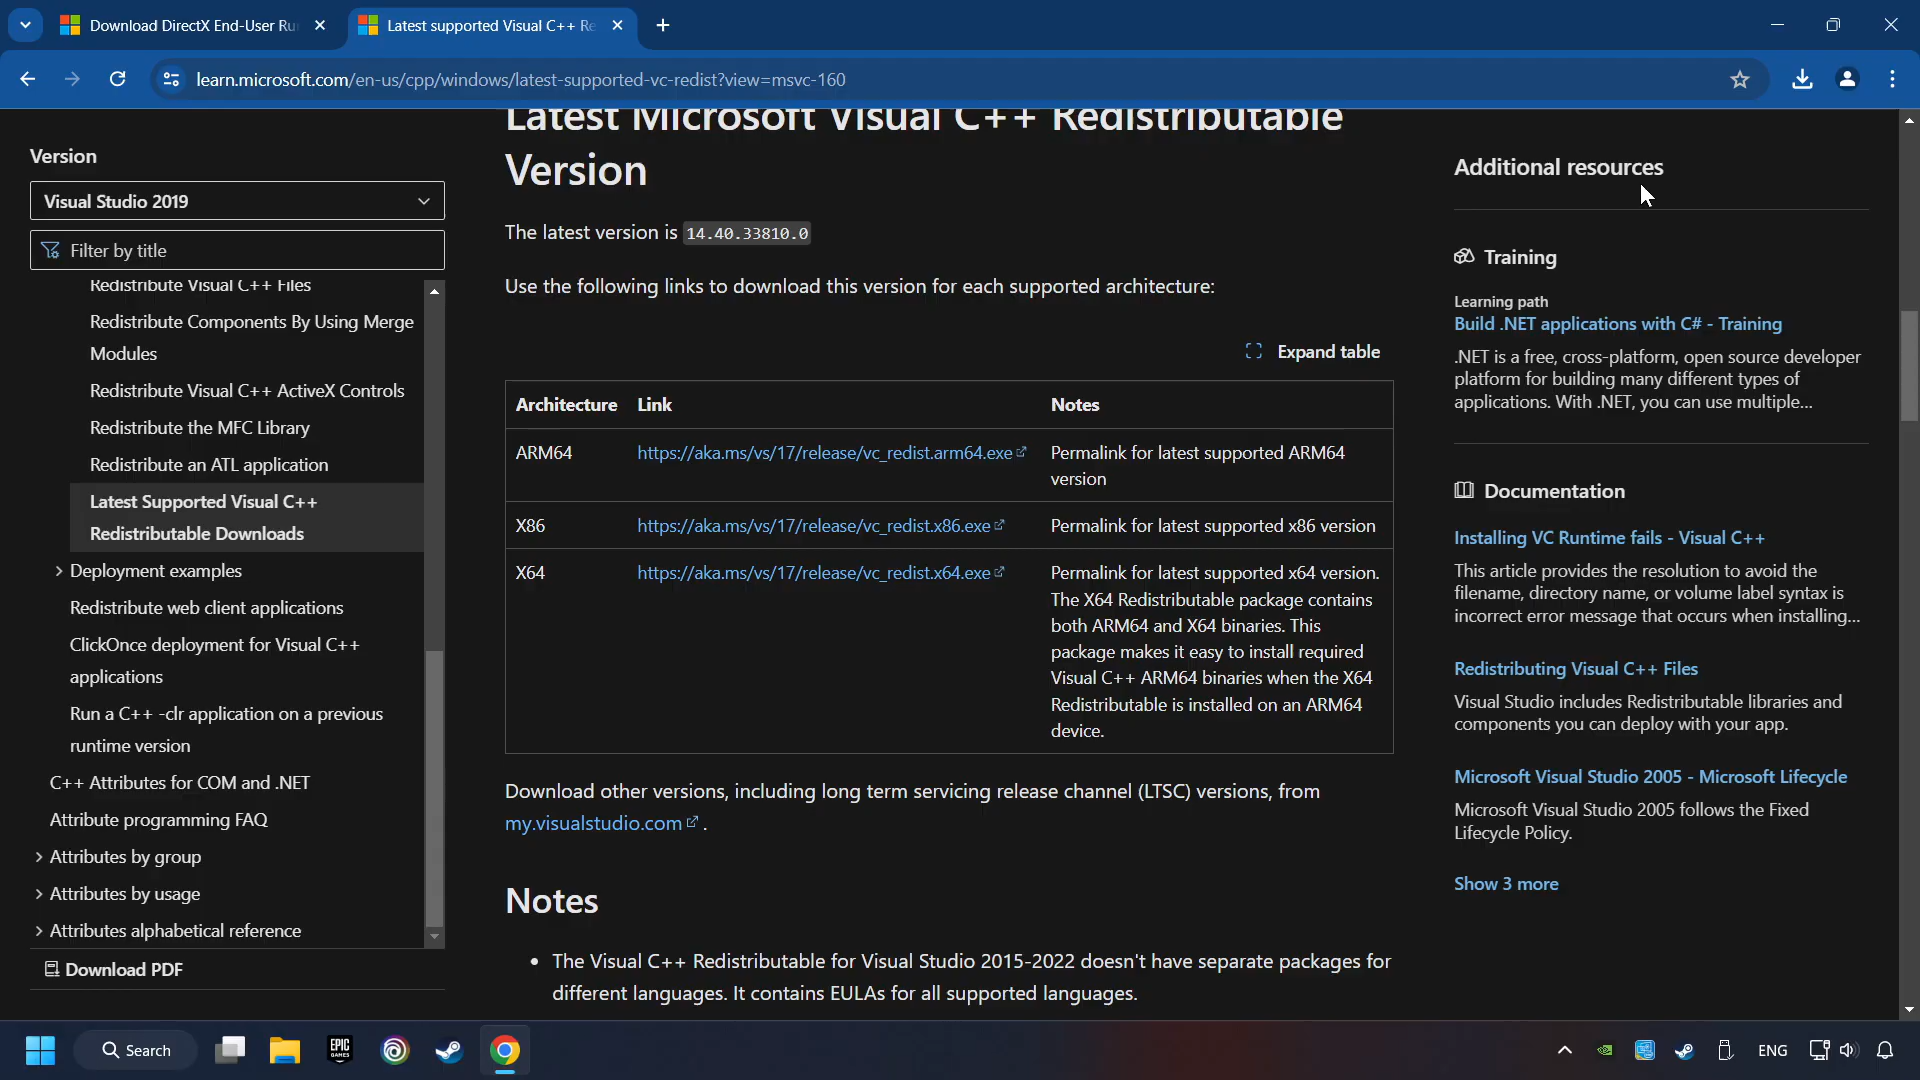 Download DirectX End-User Ru
Latest supported Visual C++ Re
learn.microsoft.com/en-us/cpp/windows/latest-supported-vc-redist?view=msvc-160
Version
Visual Studio 2019
Filter by title
Redistribute Visual C++ Files
Redistribute Components By Using Merge
Modules
Redistribute Visual C++ ActiveX Controls
Redistribute the MFC Library
Redistribute an ATL application
Latest Supported Visual C++
Redistributable Downloads
Deployment examples
Redistribute web client applications
ClickOnce deployment for Visual C++
applications
Run a C++ -clr application on a previous
runtime version
C++ Attributes for COM and .NET
Attribute programming FAQ
Attributes by group
Attributes by usage
Attributes alphabetical reference
Download PDF
Latest Microsoft Visual C++ Redistributable
Version
The latest version is 14.40.33810.0
Use the following links to download this version for each supported architecture:
Expand table
Architecture Link Notes
ARM64 https://aka.ms/vs/17/release/vc_redist.arm64.exe Permalink for latest supported ARM64
version
X86 https://aka.ms/vs/17/release/vc_redist.x86.exe Permalink for latest supported x86 version
X64 https://aka.ms/vs/17/release/vc_redist.x64.exe Permalink for latest supported x64 version.
The X64 Redistributable package contains
both ARM64 and X64 binaries. This
package makes it easy to install required
Visual C++ ARM64 binaries when the X64
Redistributable is installed on an ARM64
device.
Download other versions, including long term servicing release channel (LTSC) versions, from
my.visualstudio.com .
Notes
• The Visual C++ Redistributable for Visual Studio 2015-2022 doesn't have separate packages for
different languages. It contains EULAs for all supported languages.
Additional resources
Training
Learning path
Build .NET applications with C# - Training
.NET is a free, cross-platform, open source developer
platform for building many different types of
applications. With .NET, you can use multiple...
Documentation
Installing VC Runtime fails - Visual C++
This article provides the resolution to avoid the
filename, directory name, or volume label syntax is
incorrect error message that occurs when installing...
Redistributing Visual C++ Files
Visual Studio includes Redistributable libraries and
components you can deploy with your app.
Microsoft Visual Studio 2005 - Microsoft Lifecycle
Microsoft Visual Studio 2005 follows the Fixed
Lifecycle Policy.
Show 3 more
Search
EPIC
GAMES
ENG